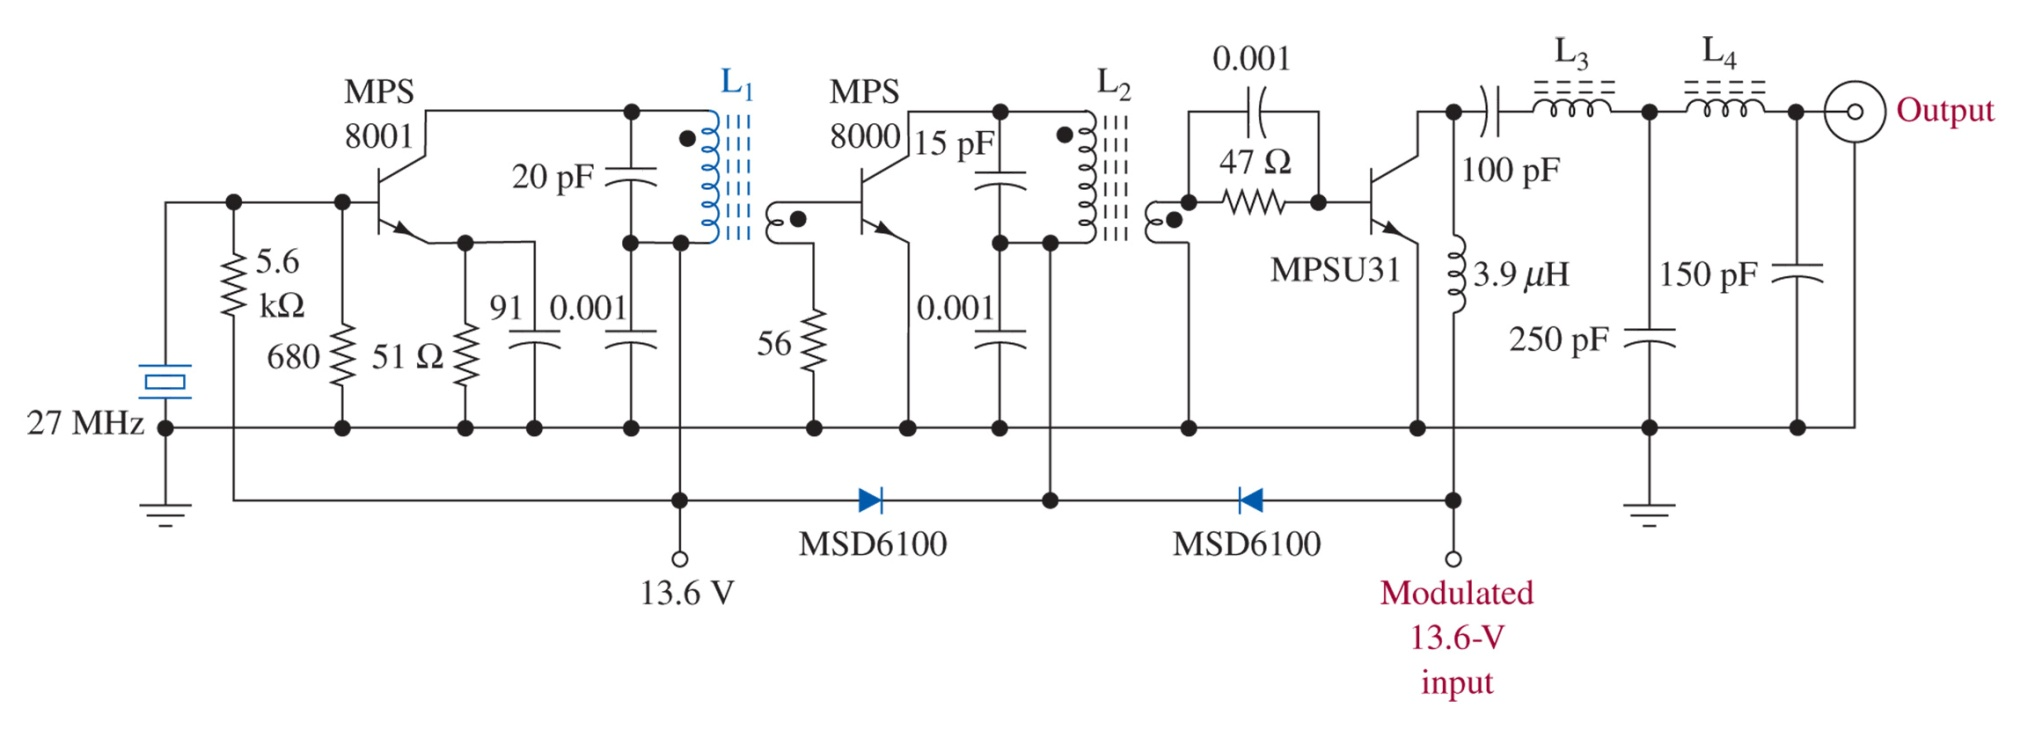 MPS
8001
L1
MPS
8000
L2
0.001
L3
L4
Output
20 pF
15 pF
47 Ω
100 pF
5.6
kΩ
680
51 Ω
91
0.001
56
0.001
MPSU31
3.9 μH
250 pF
150 pF
27 MHz
MSD6100
MSD6100
13.6 V
Modulated
13.6-V
input